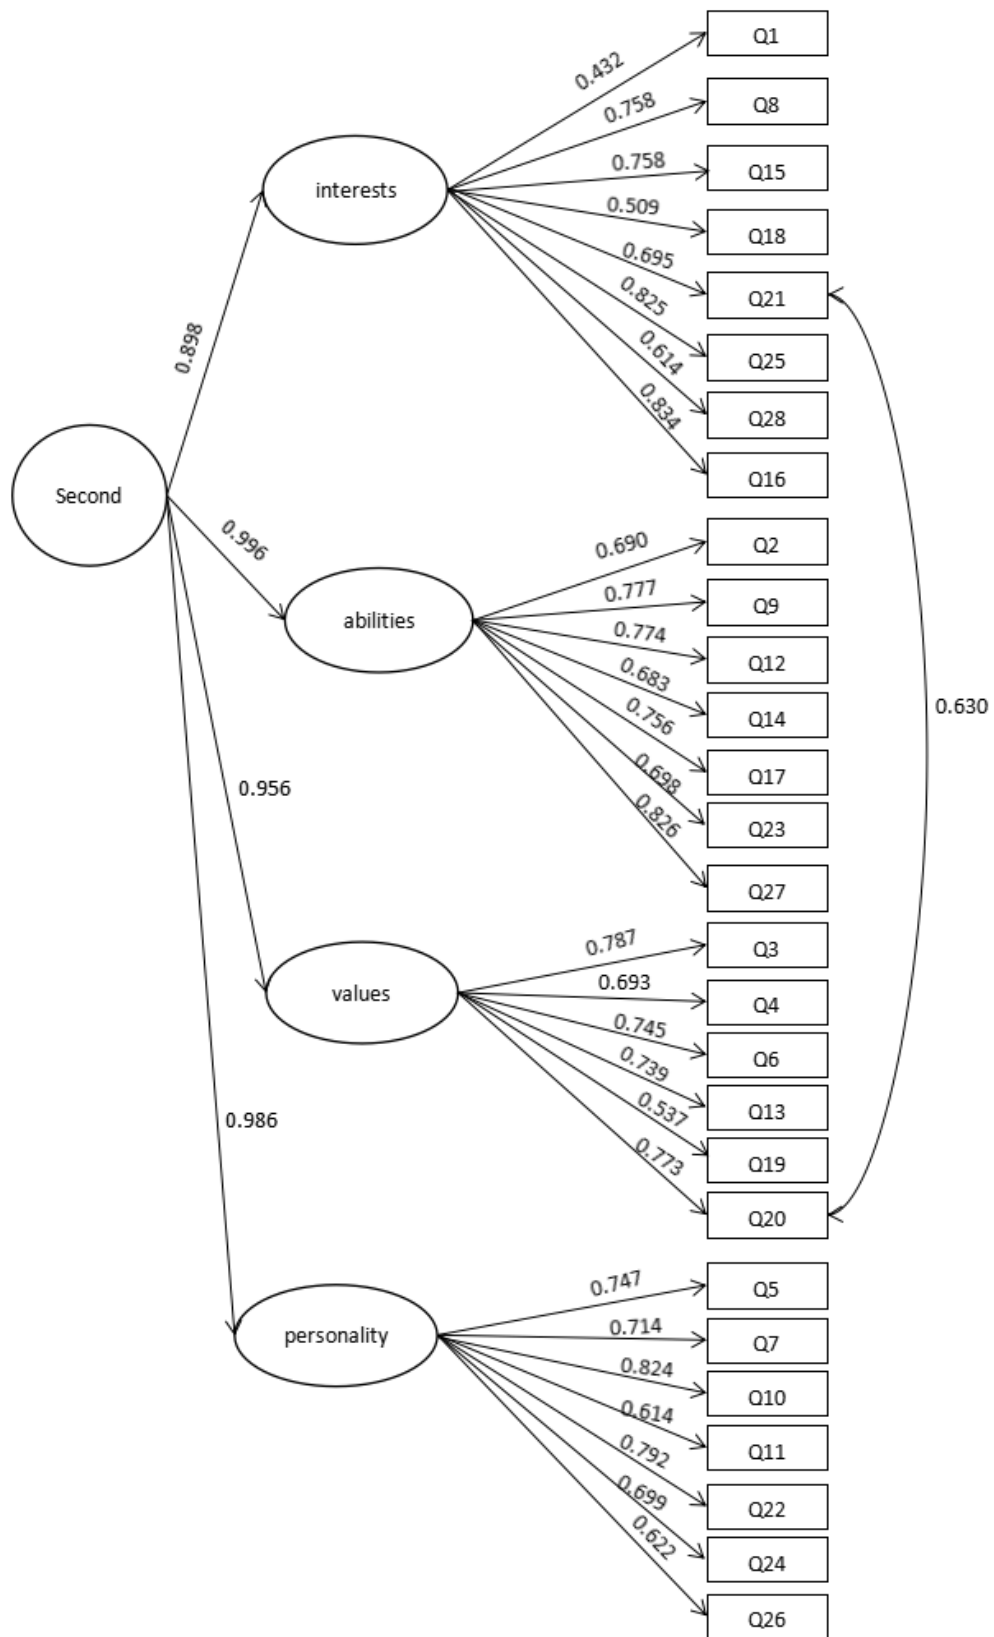 Second
0.898
0.996
0.956
0.986
interests
0.432
0.758
0.758
0.509
0.695
0.825
0.614
0.834
Q1
Q8
Q15
Q18
Q21
Q25
Q28
Q16
abilities
0.690
0.777
0.774
0.683
0.756
0.698
0.826
Q2
Q9
Q12
Q14
Q17
Q23
Q27
values
0.787
0.693
0.745
0.739
0.537
0.773
Q3
Q4
Q6
Q13
Q19
Q20
0.630
personality
0.747
0.714
0.824
0.614
0.792
0.699
0.622
Q5
Q7
Q10
Q11
Q22
Q24
Q26